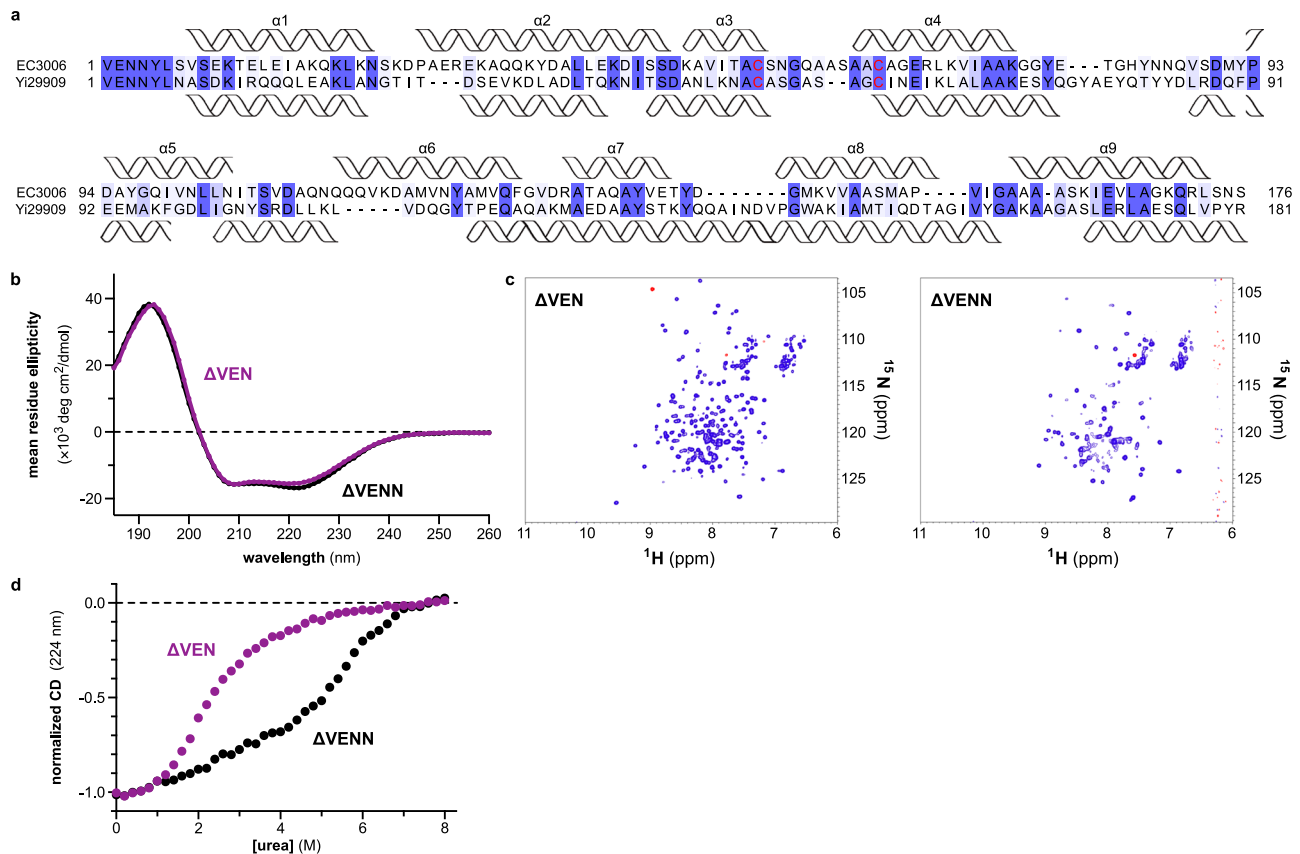 a
α1 α2 α3 α4
EC3006 1 VENNYLSVSEKTELEIAKQKLKNSKDPAEREKAQQKYDALLEKDISSDKAVITACSNGQAASAACAGERLKVIAAKGGYE---TGHYNNQVSDMYP 93
Yi29909 1 VENNYLNASDKIRQQQLEAKLANGTIT---DSEVKDLADLTQKNITSDANLKNACASGAS--AGCINEIKLALAAKESYQGYAEYQTYYDLRDQFP 91
α5 α6 α7 α8 α9
EC3006 94 DAYGQIVNLLNITSVDAQNQQQVKDAMVNYAMVQFGVDRATAQAYVETYD-------GMKVVAASMAP----VIGAAA-ASKIEVLAGKQRLSNS 176
Yi29909 92 EEMAKFGDLIGNYSRDLLKL-----VDQGYTPEQAQAKMAEDAAYSTKYQQAINDVPGWAKIAMTIQDTAGIVYGAKAAGASLERLAESQLVPYR 181
b
mean residue ellipticity
(×10³ deg cm²/dmol)
40
20
0
-20
ΔVEN
ΔVENN
190 200 210 220 230 240 250 260
wavelength (nm)
c
ΔVEN
105
110
115
120
125
¹⁵N (ppm)
11 10 9 8 7 6
¹H (ppm)
ΔVENN
105
110
115
120
125
¹⁵N (ppm)
11 10 9 8 7 6
¹H (ppm)
d
normalized CD (224 nm)
0.0
-0.5
-1.0
ΔVEN
ΔVENN
0 2 4 6 8
[urea] (M)